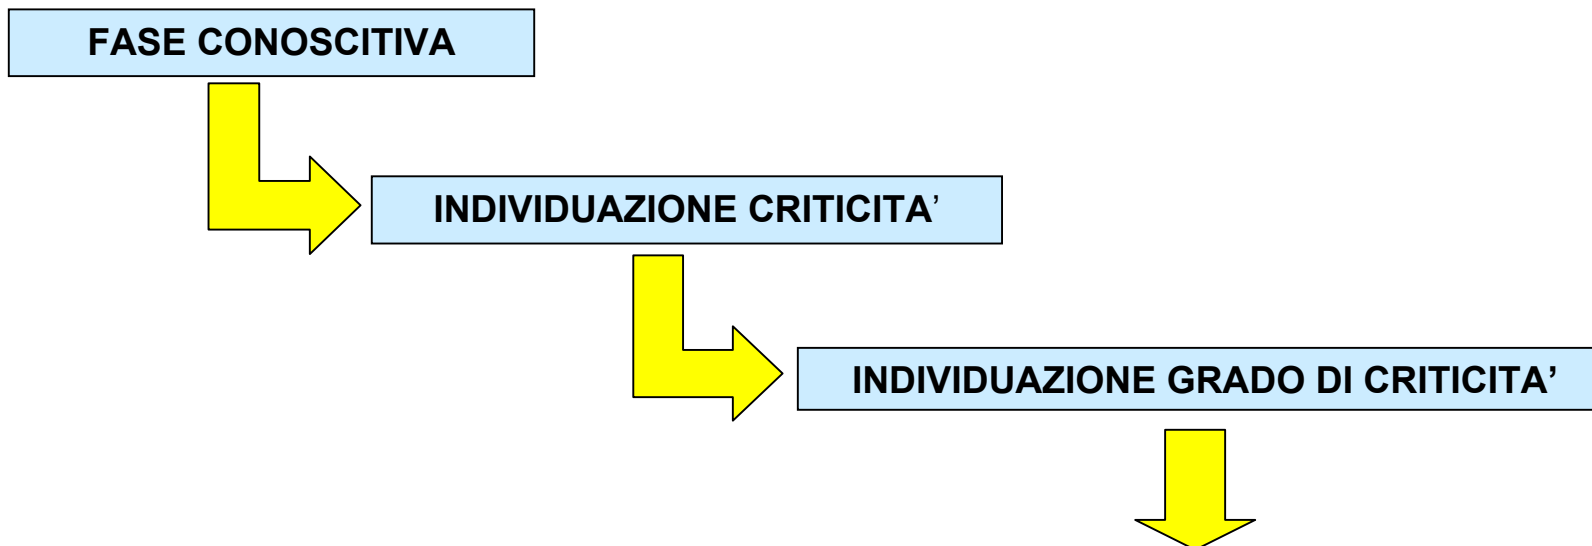 FASE CONOSCITIVA
INDIVIDUAZIONE CRITICITA’
INDIVIDUAZIONE GRADO DI CRITICITA’